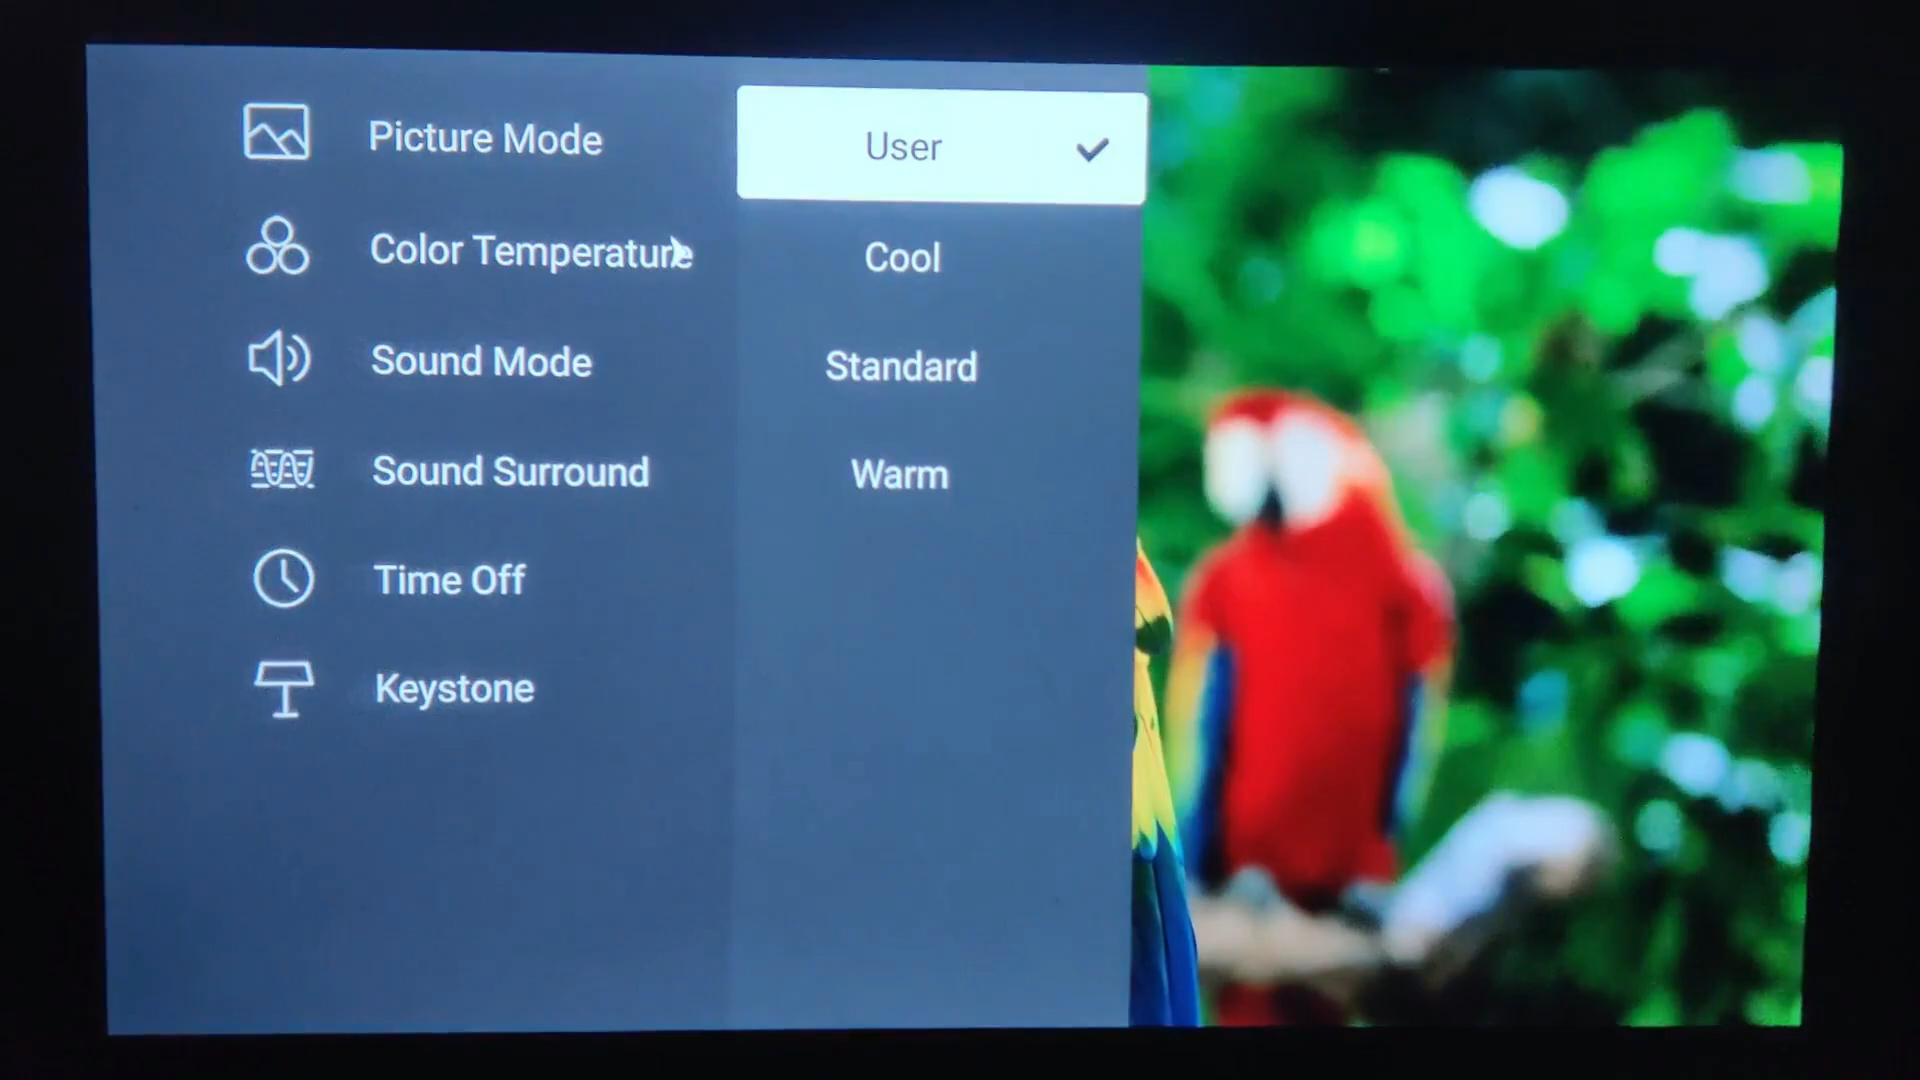 Picture Mode
Color Temperature
Sound Mode
Sound Surround
Time Off
Keystone
User
Cool
Standard
Warm